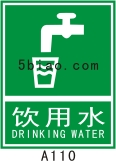 5biao.com
饮用水
DRINKING WATER
A110